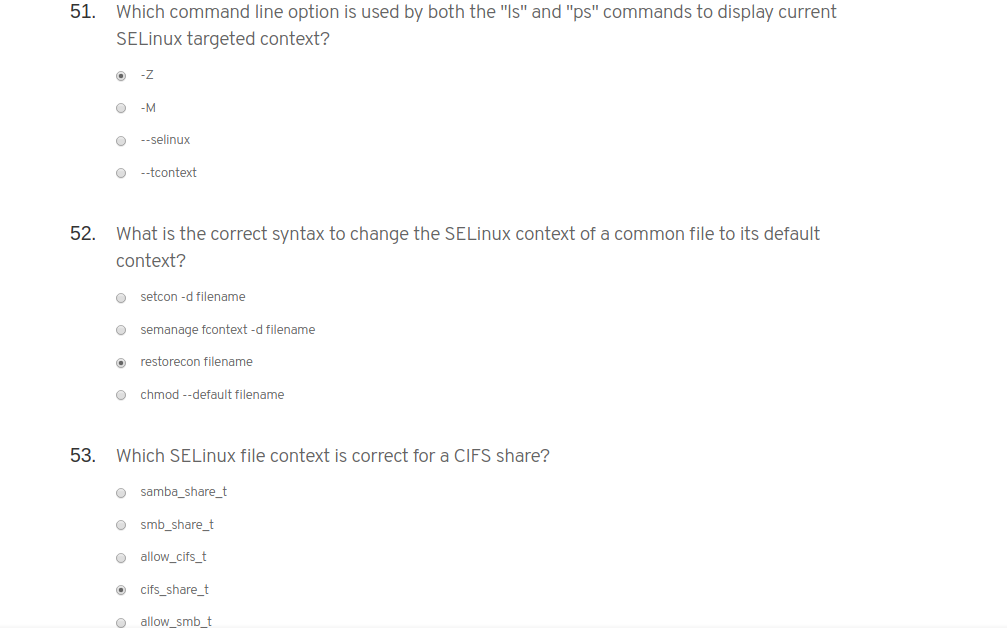 51. Which command line option is used by both the "ls" and "ps" commands to display current
SELinux targeted context?
-Z
-M
--selinux
--tcontext
52. What is the correct syntax to change the SELinux context of a common file to its default
context?
setcon -d filename
semanage fcontext -d filename
restorecon filename
chmod --default filename
53. Which SELinux file context is correct for a CIFS share?
samba_share_t
smb_share_t
allow_cifs_t
cifs_share_t
allow_smb_t